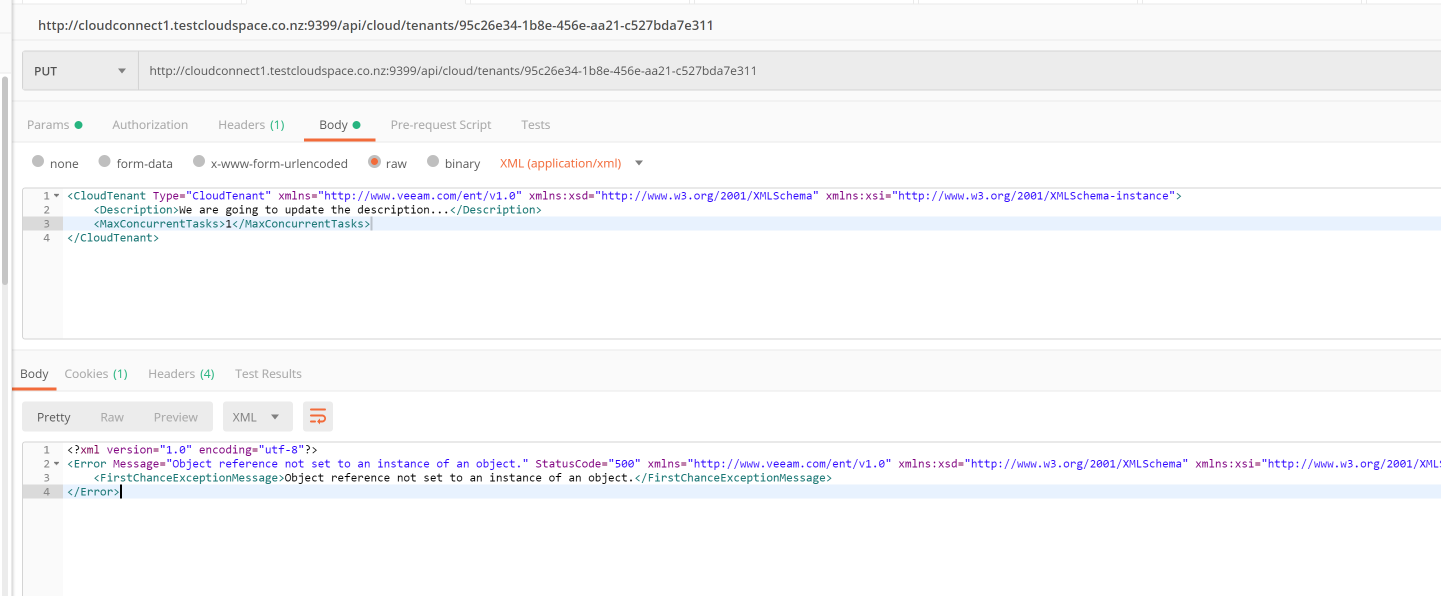 http://cloudconnect1.testcloudspace.co.nz:9399/api/cloud/tenants/95c26e34-1b8e-456e-aa21-c527bda7e311
PUT http://cloudconnect1.testcloudspace.co.nz:9399/api/cloud/tenants/95c26e34-1b8e-456e-aa21-c527bda7e311
Params Authorization Headers (1) Body Pre-request Script Tests
none form-data x-www-form-urlencoded raw binary XML (application/xml)
1 <CloudTenant Type="CloudTenant" xmlns="http://www.veeam.com/ent/v1.0" xmlns:xsd="http://www.w3.org/2001/XMLSchema" xmlns:xsi="http://www.w3.org/2001/XMLSchema-instance">
2 <Description>We are going to update the description...</Description>
3 <MaxConcurrentTasks>1</MaxConcurrentTasks>
4 </CloudTenant>
Body Cookies (1) Headers (4) Test Results
Pretty Raw Preview XML
1 <?xml version="1.0" encoding="utf-8"?>
2 <Error Message="Object reference not set to an instance of an object." StatusCode="500" xmlns="http://www.veeam.com/ent/v1.0" xmlns:xsd="http://www.w3.org/2001/XMLSchema" xmlns:xsi="http://www.w3.org/2001/XMLS
3 <FirstChanceExceptionMessage>Object reference not set to an instance of an object.</FirstChanceExceptionMessage>
4 </Error>